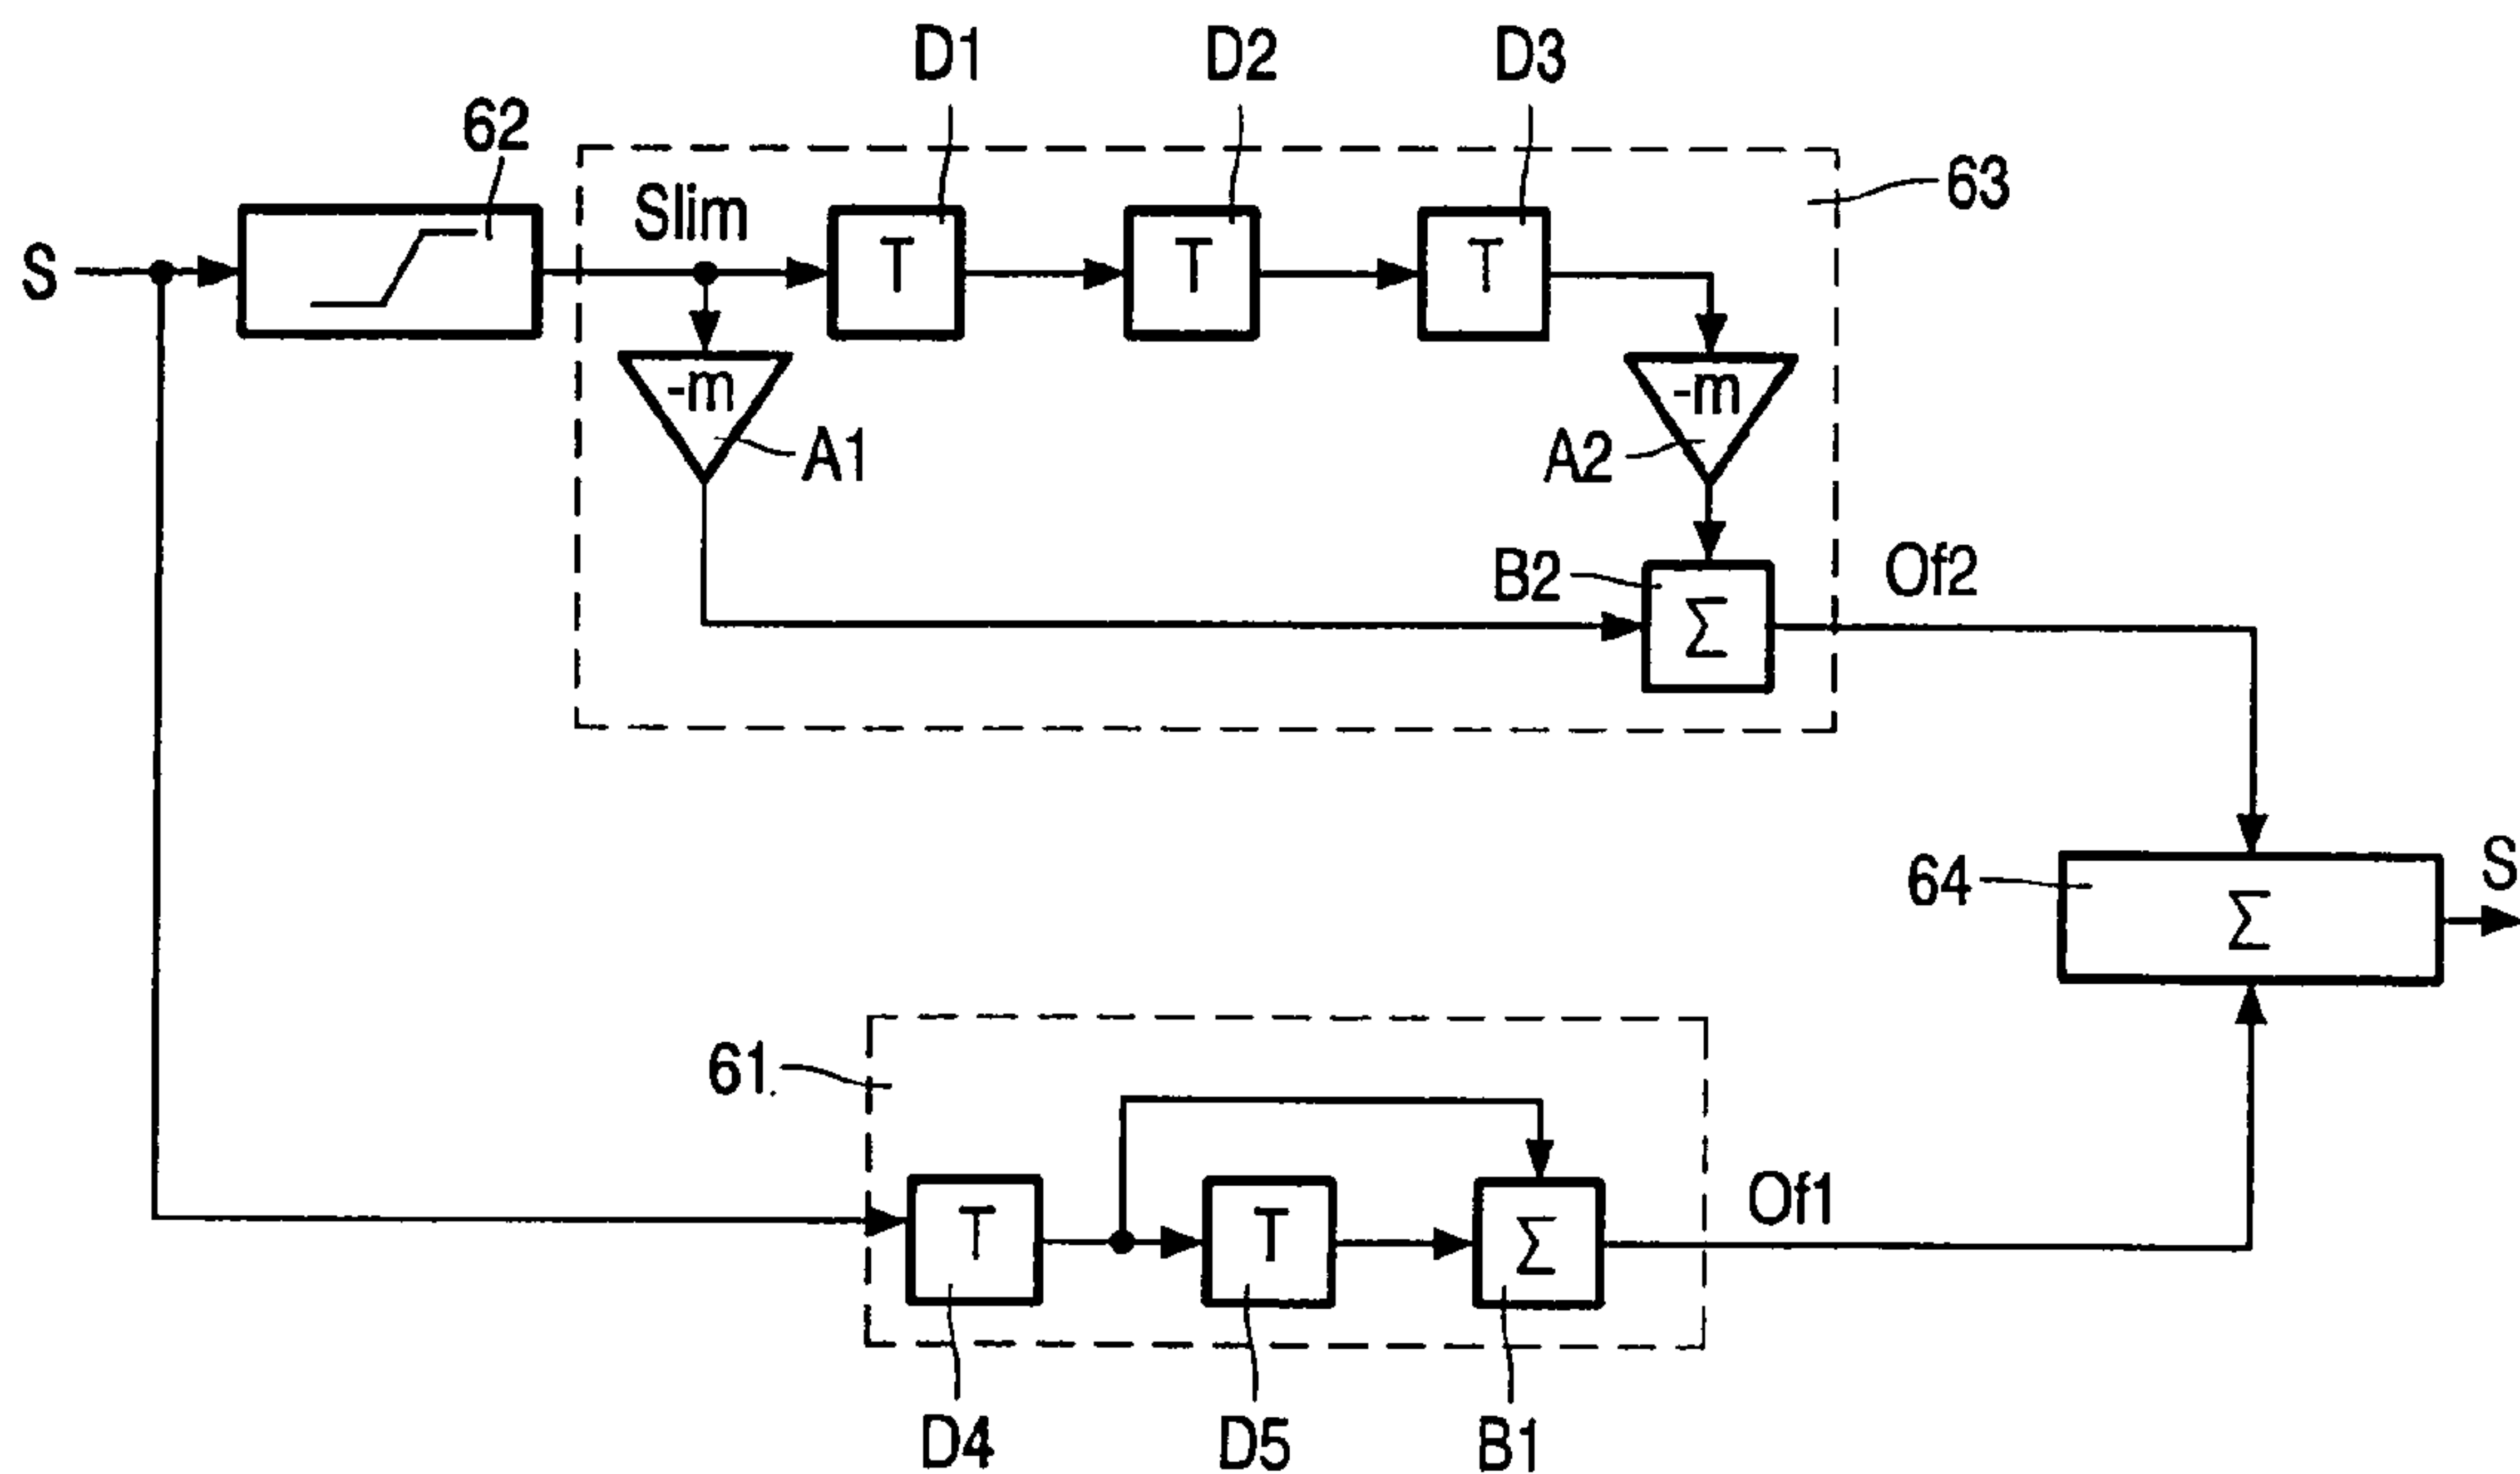 D1 D2 D3
62
63
Slim
S T T T
-m -m
A1 A2
Of2
B2
Σ
S
64 Σ
61.
Of1
T T Σ
D4 D5 B1